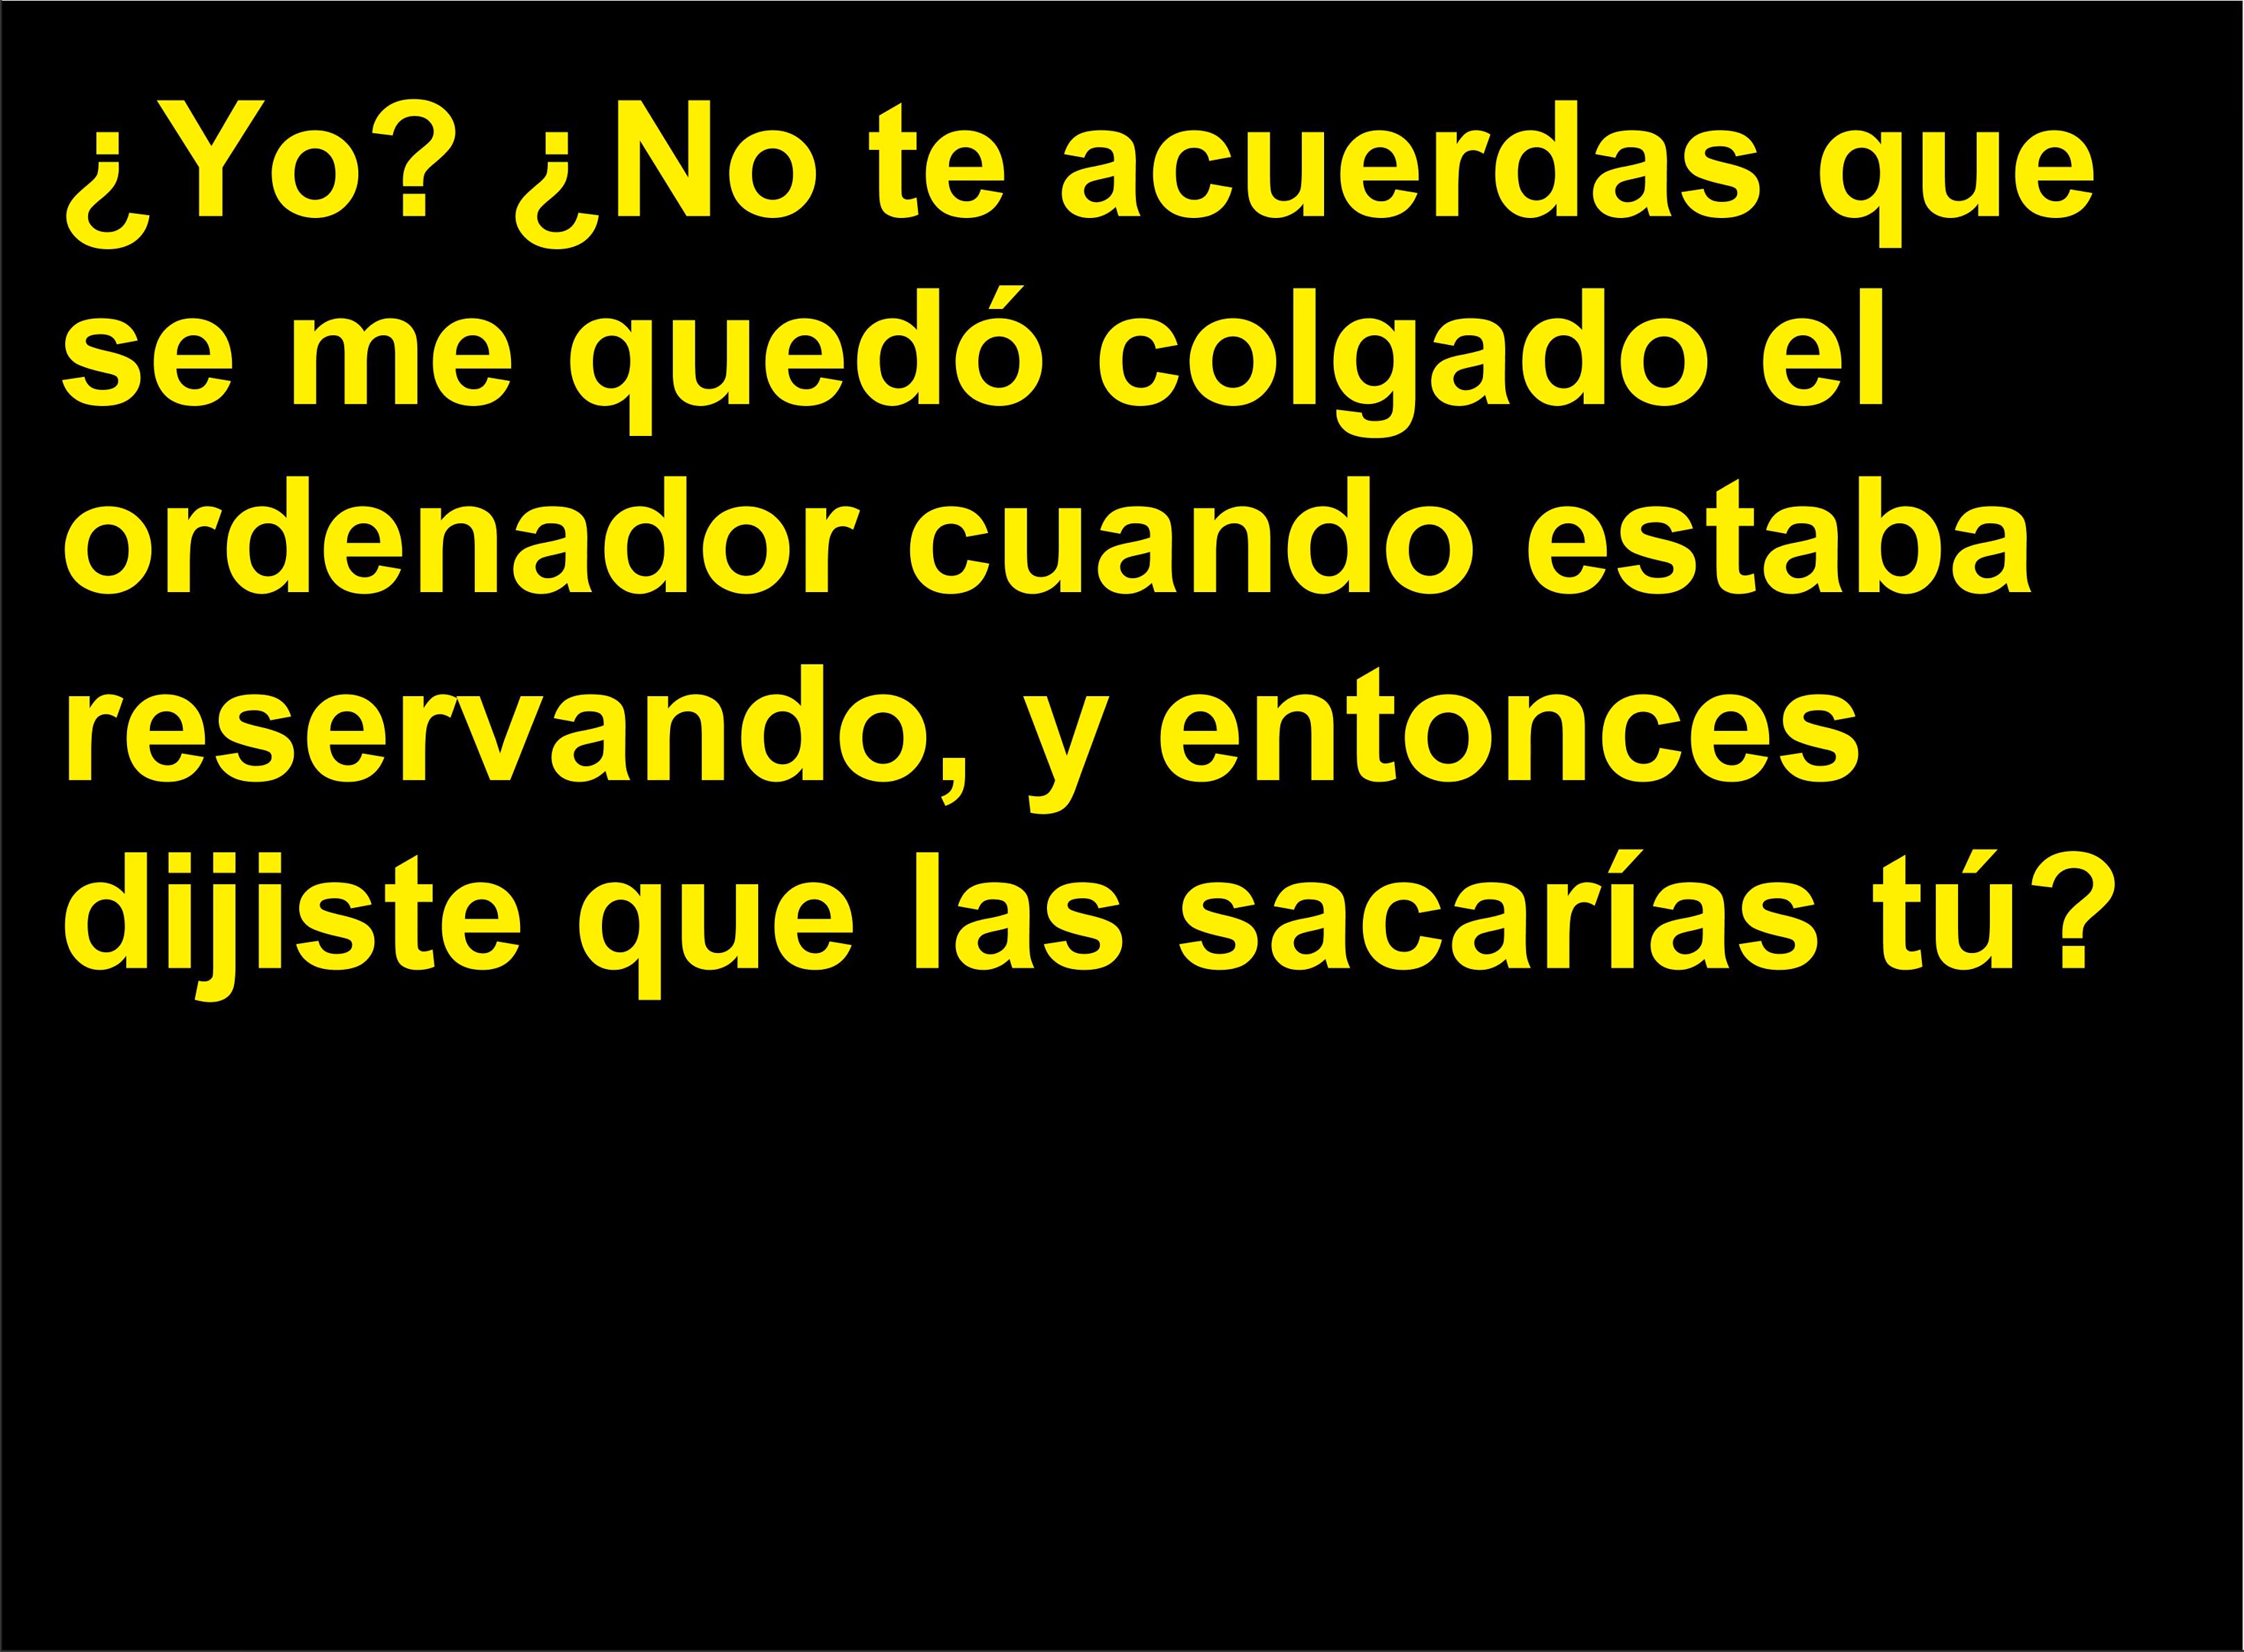 ¿Yo? ¿No te acuerdas que
se me quedó colgado el
ordenador cuando estaba
reservando, y entonces
dijiste que las sacarías tú?